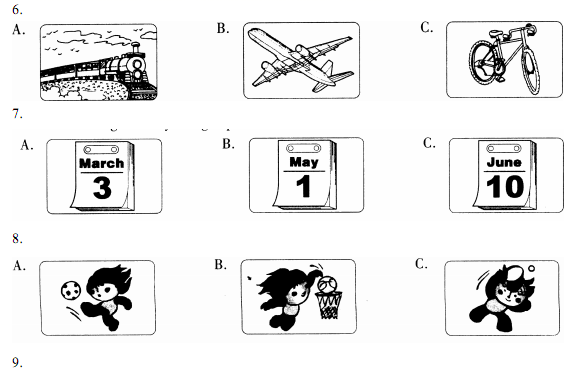 6.
A. B. C.
7.
A. B. C.
March May June
3 1 10
8.
A. B. C.
9.